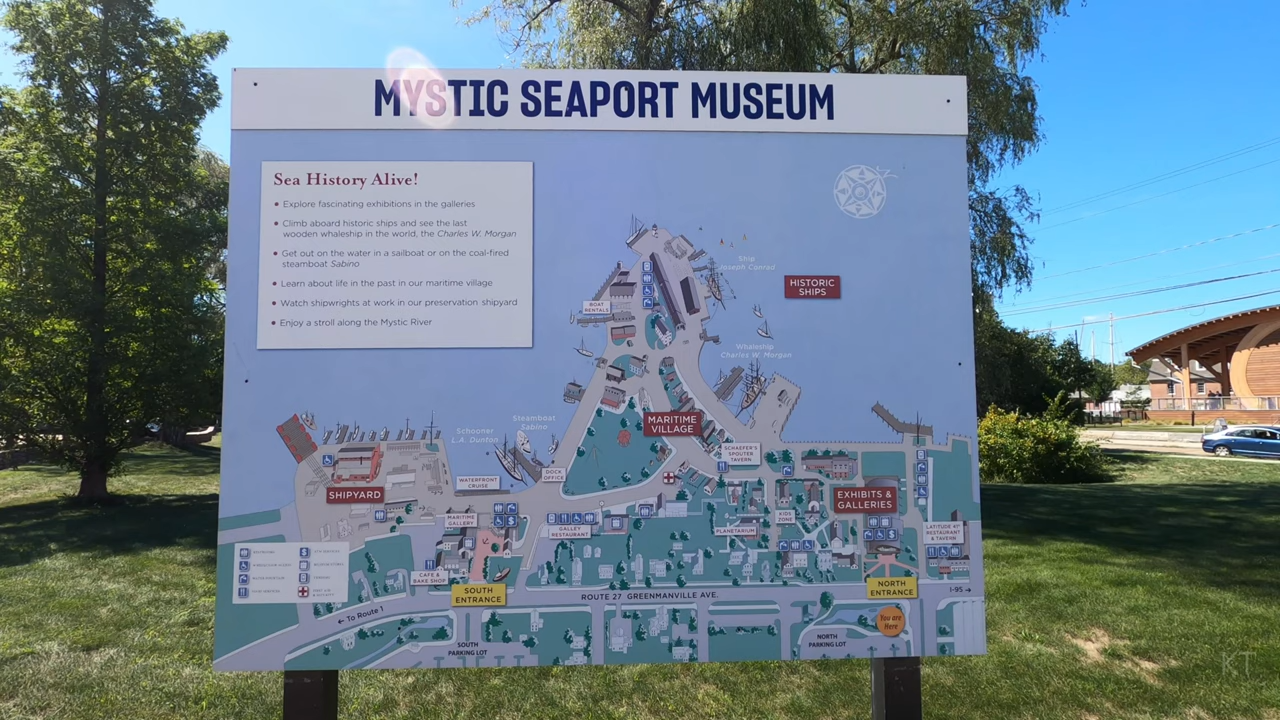 MYSTIC SEAPORT MUSEUM
Sea History Alive!
• Explore fascinating exhibitions in the galleries
• Climb aboard historic ships and see the last
wooden whaleship in the world, the Charles W. Morgan
• Get out on the water in a sailboat or on the coal-fired
steamboat Sabino
• Learn about life in the past in our maritime village
• Watch shipwrights at work in our preservation shipyard
• Enjoy a stroll along the Mystic River
Ship
Joseph Conrad
HISTORIC
SHIPS
BOAT
RENTALS
Whaleship
Charles W. Morgan
MARITIME
VILLAGE
Schooner
L.A. Dunton
Steamboat
Sabino
SCHAEFER'S
SPOUTER
TAVERN
DOCK
OFFICE
WATERFRONT
CRUISE
SHIPYARD
EXHIBITS &
GALLERIES
MARITIME
GALLERY
GALLEY
RESTAURANT
KIDS
ZONE
PLANETARIUM
LATITUDE 41°
RESTAURANT
& TAVERN
CAFE &
BAKE SHOP
SOUTH
ENTRANCE
NORTH
ENTRANCE
ROUTE 27 GREENMANVILLE AVE.
I-95 →
← To Route 1
You are
Here
SOUTH
PARKING LOT
NORTH
PARKING LOT
KT